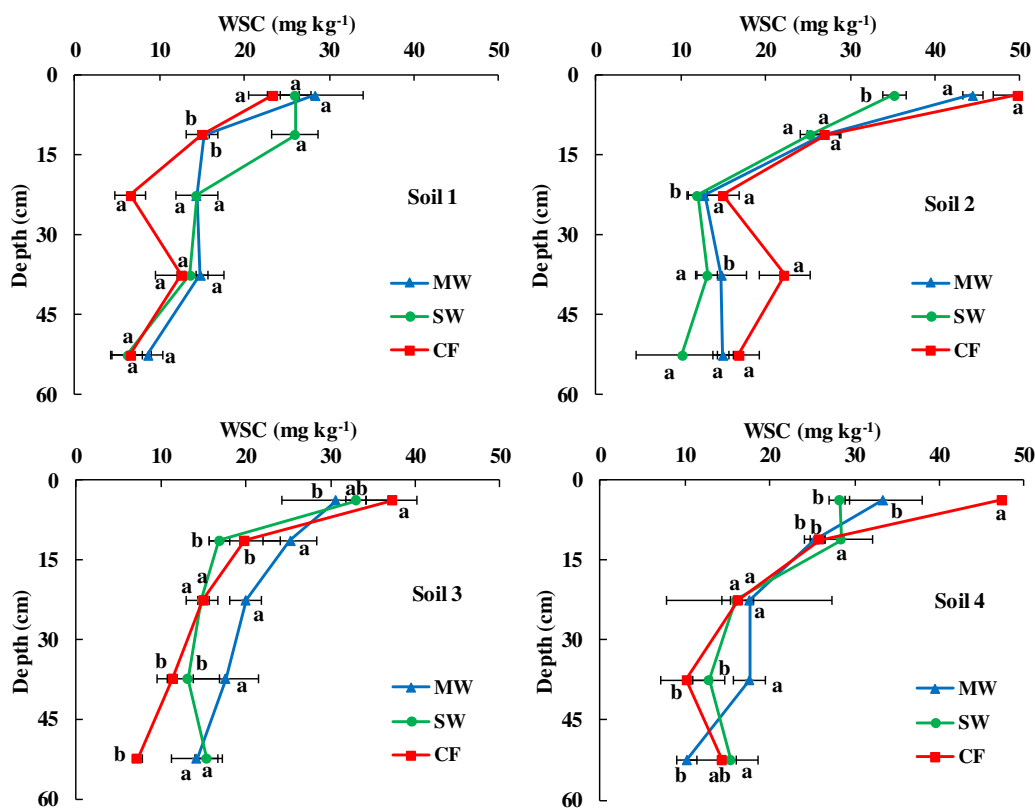 WSC (mg kg-1)
0 10 20 30 40 50
0
15
30
45
60
Depth (cm)
a a a
b b a
a a a
a a a
a a a
Soil 1
MW
SW
CF
WSC (mg kg-1)
0 10 20 30 40 50
0
15
30
45
60
Depth (cm)
b a a
a a a
b a a
a b a
a a a
Soil 2
MW
SW
CF
WSC (mg kg-1)
0 10 20 30 40 50
0
15
30
45
60
Depth (cm)
b ab a
b b a
a a a
b b a
b a a
Soil 3
MW
SW
CF
WSC (mg kg-1)
0 10 20 30 40 50
0
15
30
45
60
Depth (cm)
b b a
b b a
a a a
b b a
b ab a
Soil 4
MW
SW
CF